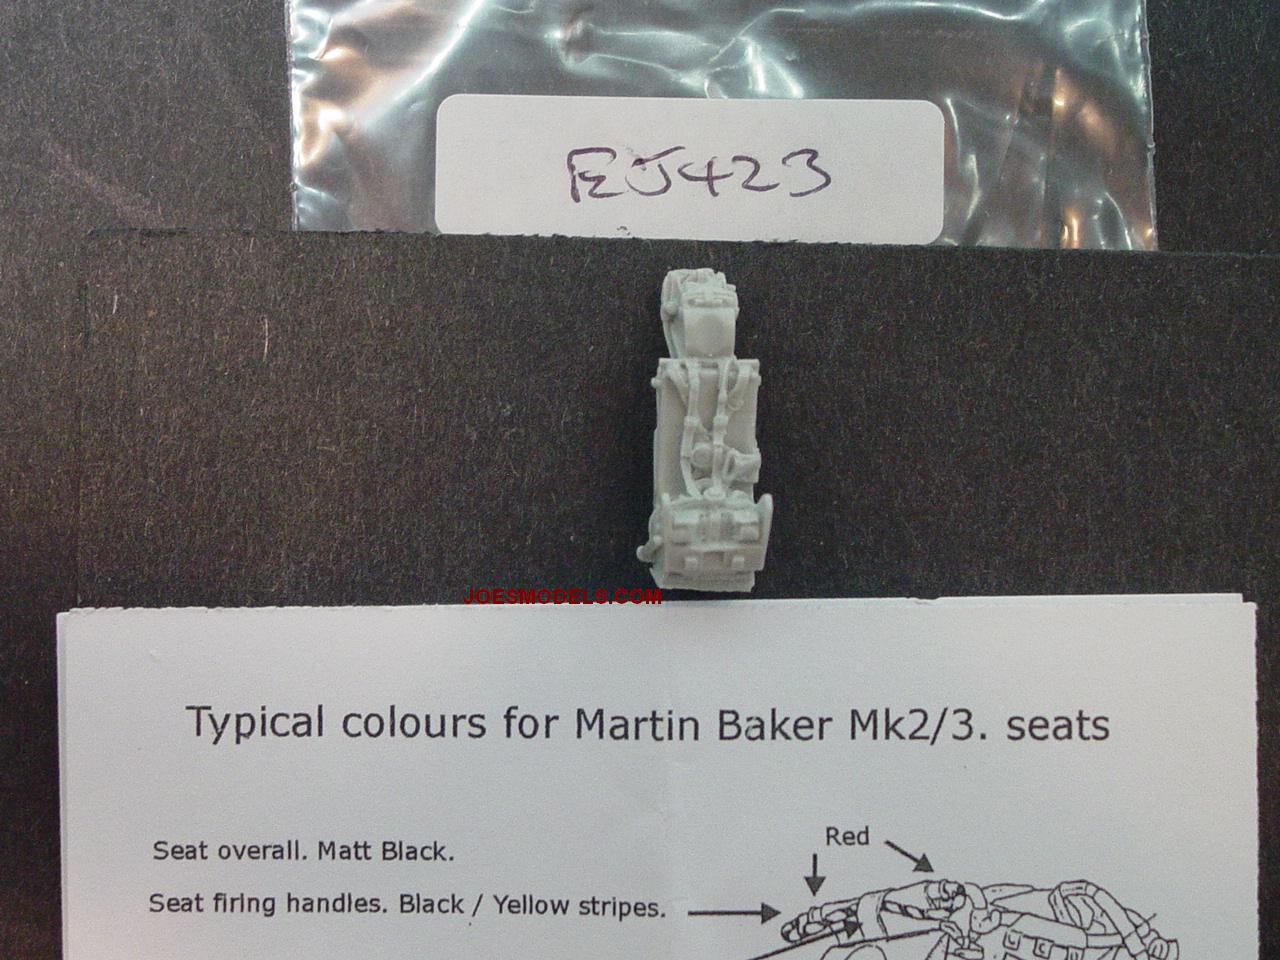 EJ423
JOESMODELS.COM
Typical colours for Martin Baker Mk2/3. seats
Red
Seat overall. Matt Black.
Seat firing handles. Black / Yellow stripes.